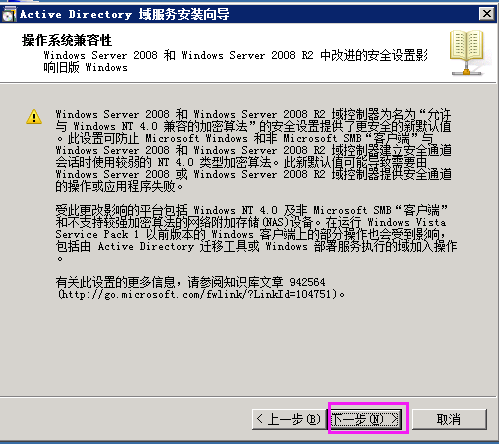 Active Directory 域服务安装向导
操作系统兼容性
Windows Server 2008 和 Windows Server 2008 R2 中改进的安全设置影
响旧版 Windows
Windows Server 2008 和 Windows Server 2008 R2 域控制器为名为“允许
与 Windows NT 4.0 兼容的加密算法”的安全设置提供了更安全的新默认值
。此设置可防止 Microsoft Windows 和非 Microsoft SMB“客户端”与
Windows Server 2008 和 Windows Server 2008 R2 域控制器建立安全通道
会话时使用较弱的 NT 4.0 类型加密算法。此新默认值可能导致需要由
Windows Server 2008 或 Windows Server 2008 R2 域控制器提供安全通道
的操作或应用程序失败。
受此更改影响的平台包括 Windows NT 4.0 及非 Microsoft SMB“客户端”
和不支持较强加密算法的网络附加存储(NAS)设备。在运行 Windows Vista
Service Pack 1 以前版本的 Windows 客户端上的部分操作也会受到影响，
包括由 Active Directory 迁移工具或 Windows 部署服务执行的域加入操作
。
有关此设置的更多信息，请参阅知识库文章 942564
(http://go.microsoft.com/fwlink/?LinkId=104751)。
< 上一步(B) 下一步(N) > 取消